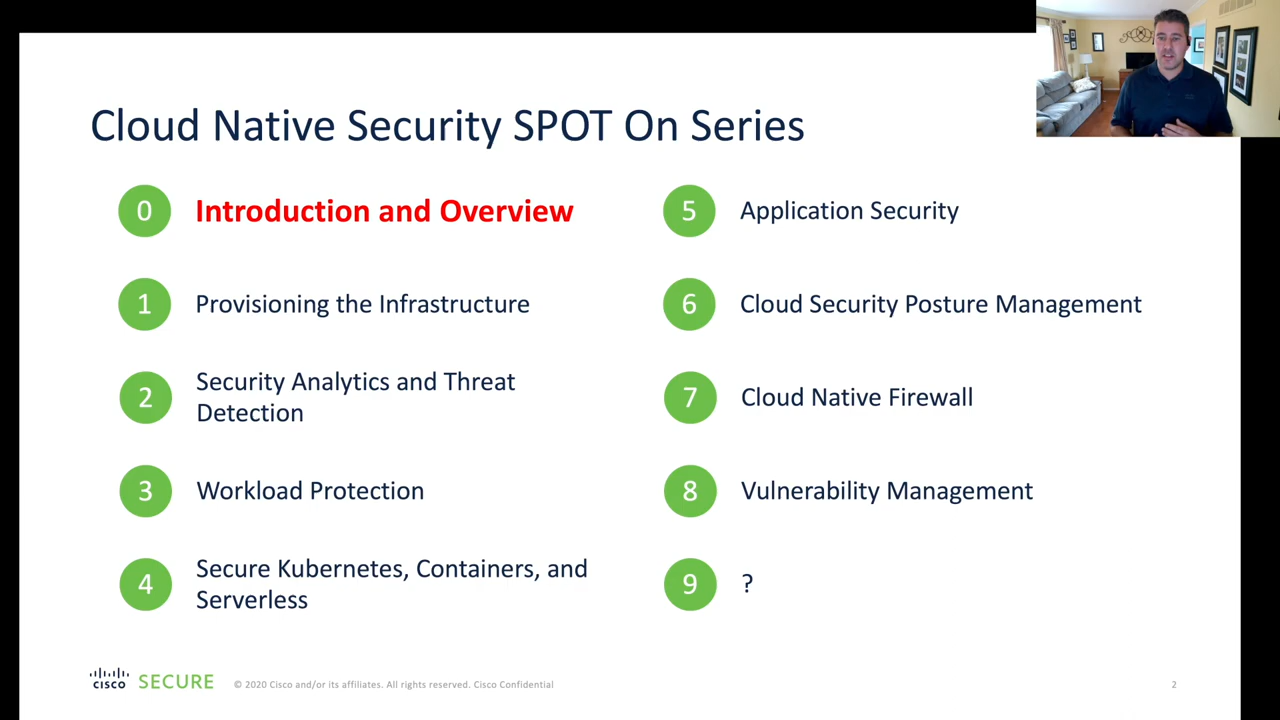 Cloud Native Security SPOT On Series
0 Introduction and Overview
1 Provisioning the Infrastructure
2 Security Analytics and Threat
Detection
3 Workload Protection
4 Secure Kubernetes, Containers, and
Serverless
5 Application Security
6 Cloud Security Posture Management
7 Cloud Native Firewall
8 Vulnerability Management
9 ?
CISCO SECURE © 2020 Cisco and/or its affiliates. All rights reserved. Cisco Confidential 2